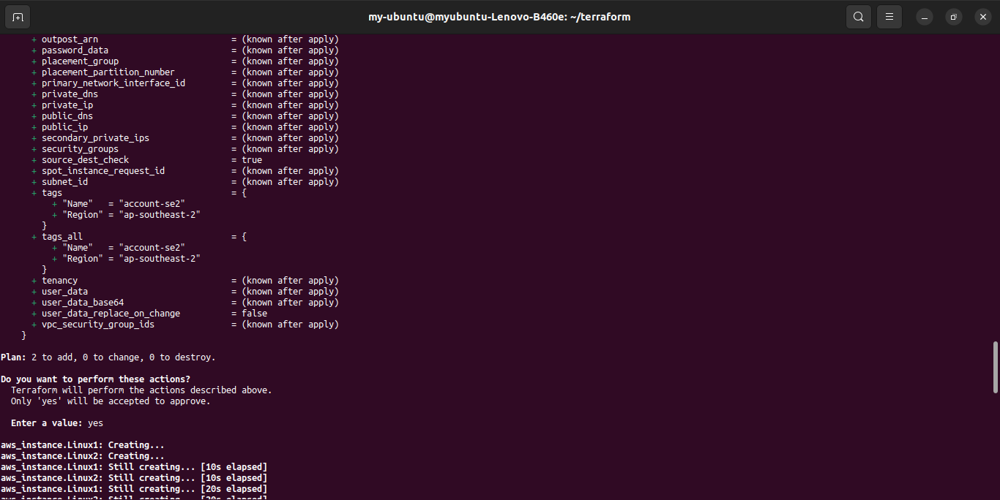 my-ubuntu@myubuntu-Lenovo-B460e: ~/terraform
+ outpost_arn = (known after apply)
+ password_data = (known after apply)
+ placement_group = (known after apply)
+ placement_partition_number = (known after apply)
+ primary_network_interface_id = (known after apply)
+ private_dns = (known after apply)
+ private_ip = (known after apply)
+ public_dns = (known after apply)
+ public_ip = (known after apply)
+ secondary_private_ips = (known after apply)
+ security_groups = (known after apply)
+ source_dest_check = true
+ spot_instance_request_id = (known after apply)
+ subnet_id = (known after apply)
+ tags = {
+ "Name" = "account-se2"
+ "Region" = "ap-southeast-2"
}
+ tags_all = {
+ "Name" = "account-se2"
+ "Region" = "ap-southeast-2"
}
+ tenancy = (known after apply)
+ user_data = (known after apply)
+ user_data_base64 = (known after apply)
+ user_data_replace_on_change = false
+ vpc_security_group_ids = (known after apply)
}
Plan: 2 to add, 0 to change, 0 to destroy.
Do you want to perform these actions?
Terraform will perform the actions described above.
Only 'yes' will be accepted to approve.
Enter a value: yes
aws_instance.Linux1: Creating...
aws_instance.Linux2: Creating...
aws_instance.Linux1: Still creating... [10s elapsed]
aws_instance.Linux2: Still creating... [10s elapsed]
aws_instance.Linux1: Still creating... [20s elapsed]
aws_instance.Linux2: Still creating... [20s elapsed]